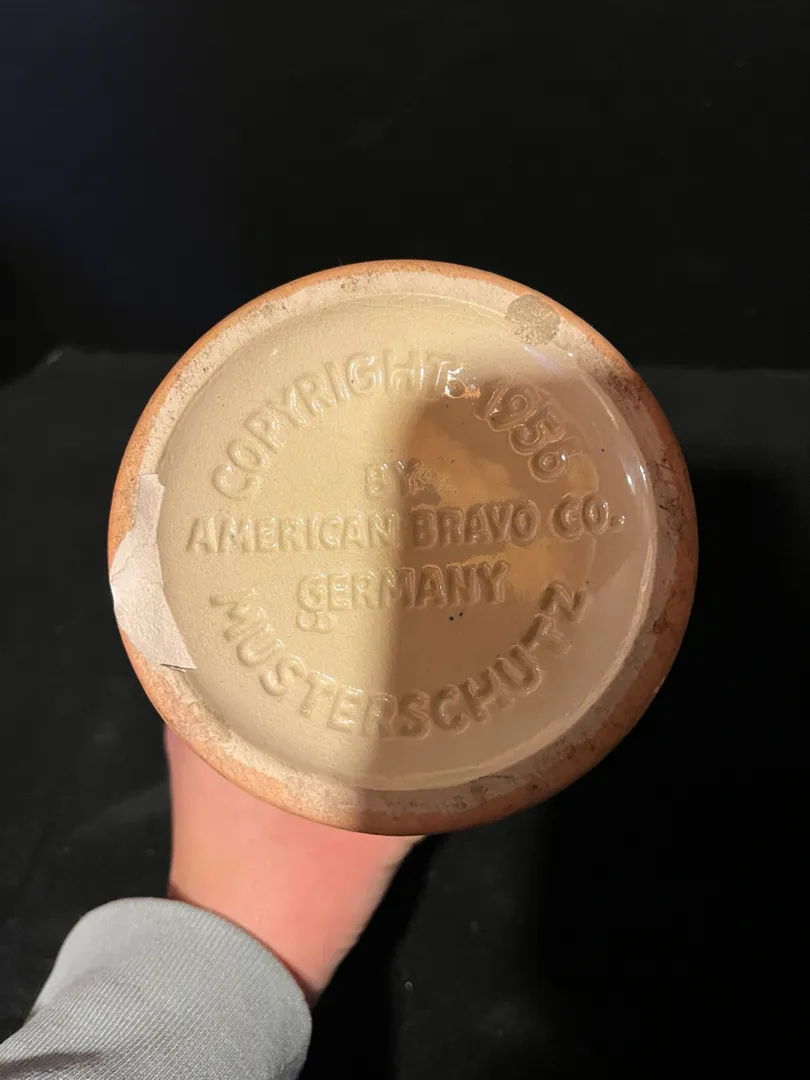 COPYRIGHT 1956
BY
AMERICAN BRAVO CO.
GERMANY
MUSTERSCHUTZ